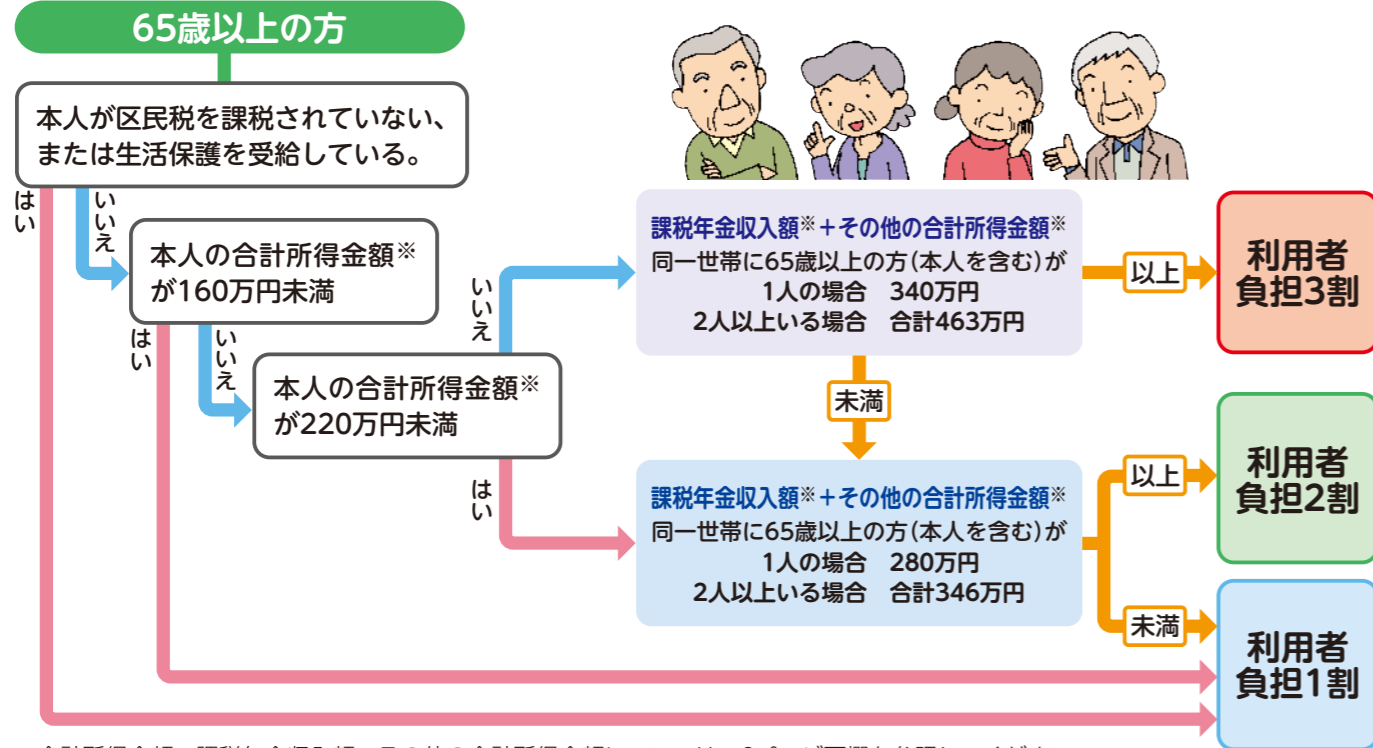 65歳以上の方
本人が区民税を課税されていない、
または生活保護を受給している。
はい
いいえ
本人の合計所得金額※
が160万円未満
はい
いいえ
本人の合計所得金額※
が220万円未満
いいえ
はい
課税年金収入額※+その他の合計所得金額※
同一世帯に65歳以上の方(本人を含む)が
1人の場合 340万円
2人以上いる場合 合計463万円
以上
利用者
負担3割
未満
課税年金収入額※+その他の合計所得金額※
同一世帯に65歳以上の方(本人を含む)が
1人の場合 280万円
2人以上いる場合 合計346万円
以上
利用者
負担2割
未満
利用者
負担1割